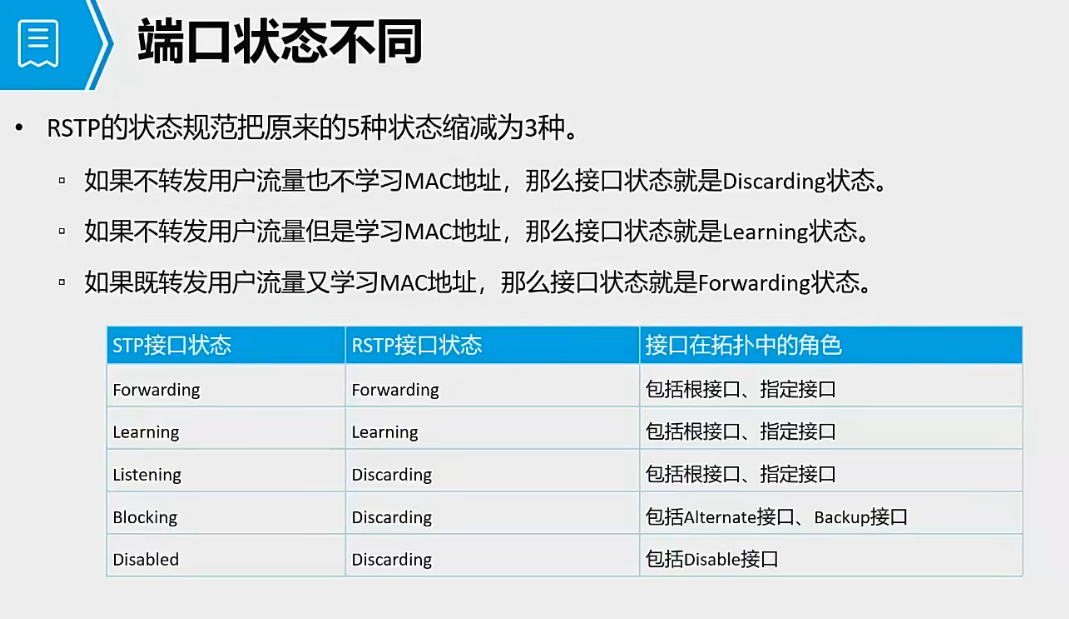 端口状态不同
• RSTP的状态规范把原来的5种状态缩减为3种。
▫ 如果不转发用户流量也不学习MAC地址，那么接口状态就是Discarding状态。
▫ 如果不转发用户流量但是学习MAC地址，那么接口状态就是Learning状态。
▫ 如果既转发用户流量又学习MAC地址，那么接口状态就是Forwarding状态。
STP接口状态 RSTP接口状态 接口在拓扑中的角色
Forwarding Forwarding 包括根接口、指定接口
Learning Learning 包括根接口、指定接口
Listening Discarding 包括根接口、指定接口
Blocking Discarding 包括Alternate接口、Backup接口
Disabled Discarding 包括Disable接口